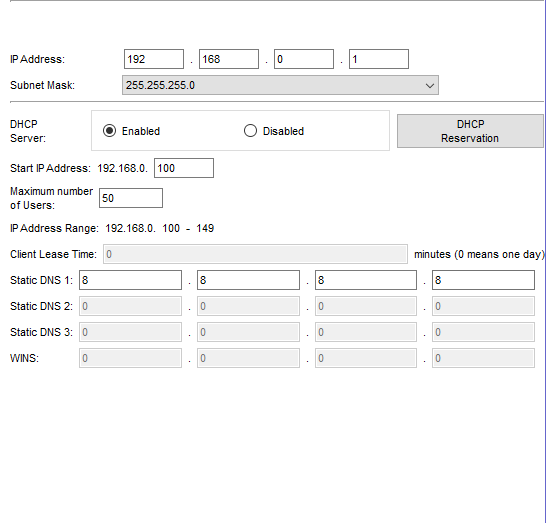 IP Address: 192 . 168 . 0 . 1
Subnet Mask: 255.255.255.0
DHCP
Server:
Enabled Disabled
DHCP
Reservation
Start IP Address: 192.168.0. 100
Maximum number
of Users:
50
IP Address Range: 192.168.0. 100 - 149
Client Lease Time: 0 minutes (0 means one day)
Static DNS 1: 8 . 8 . 8 . 8
Static DNS 2: 0 . 0 . 0 . 0
Static DNS 3: 0 . 0 . 0 . 0
WINS: 0 . 0 . 0 . 0